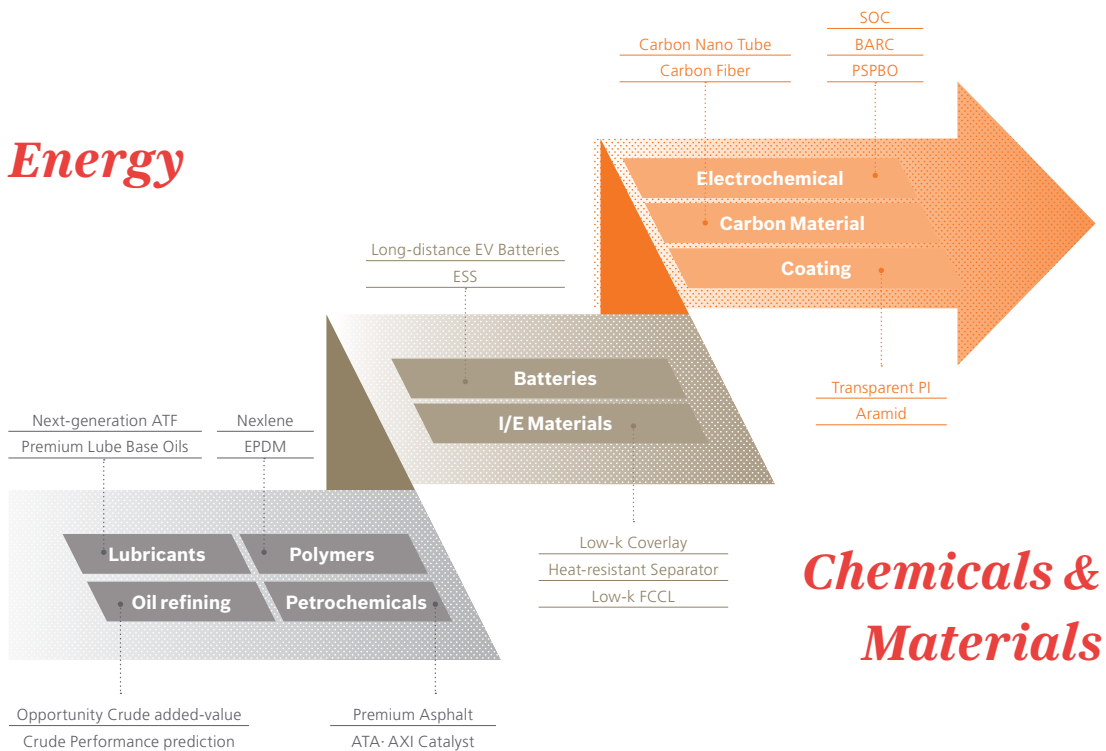 SOC
BARC
PSPBO
Carbon Nano Tube
Carbon Fiber
Energy
Electrochemical
Carbon Material
Coating
Long-distance EV Batteries
ESS
Batteries
I/E Materials
Transparent PI
Aramid
Next-generation ATF
Premium Lube Base Oils
Nexlene
EPDM
Lubricants
Polymers
Oil refining
Petrochemicals
Low-k Coverlay
Heat-resistant Separator
Low-k FCCL
Chemicals &
Materials
Opportunity Crude added-value
Crude Performance prediction
Premium Asphalt
ATA· AXI Catalyst